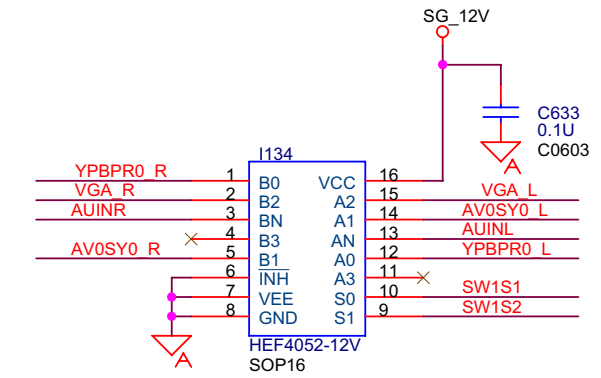 SG_12V
C633
0.1U
C0603
A
I134
YPBPR0_R 1 B0 VCC 16
VGA_R 2 B2 A2 15 VGA_L
AUINR 3 BN A1 14 AV0SY0_L
4 B3 AN 13 AUINL
AV0SY0_R 5 B1 A0 12 YPBPR0_L
6 INH A3 11
7 VEE S0 10 SW1S1
8 GND S1 9 SW1S2
A
HEF4052-12V
SOP16